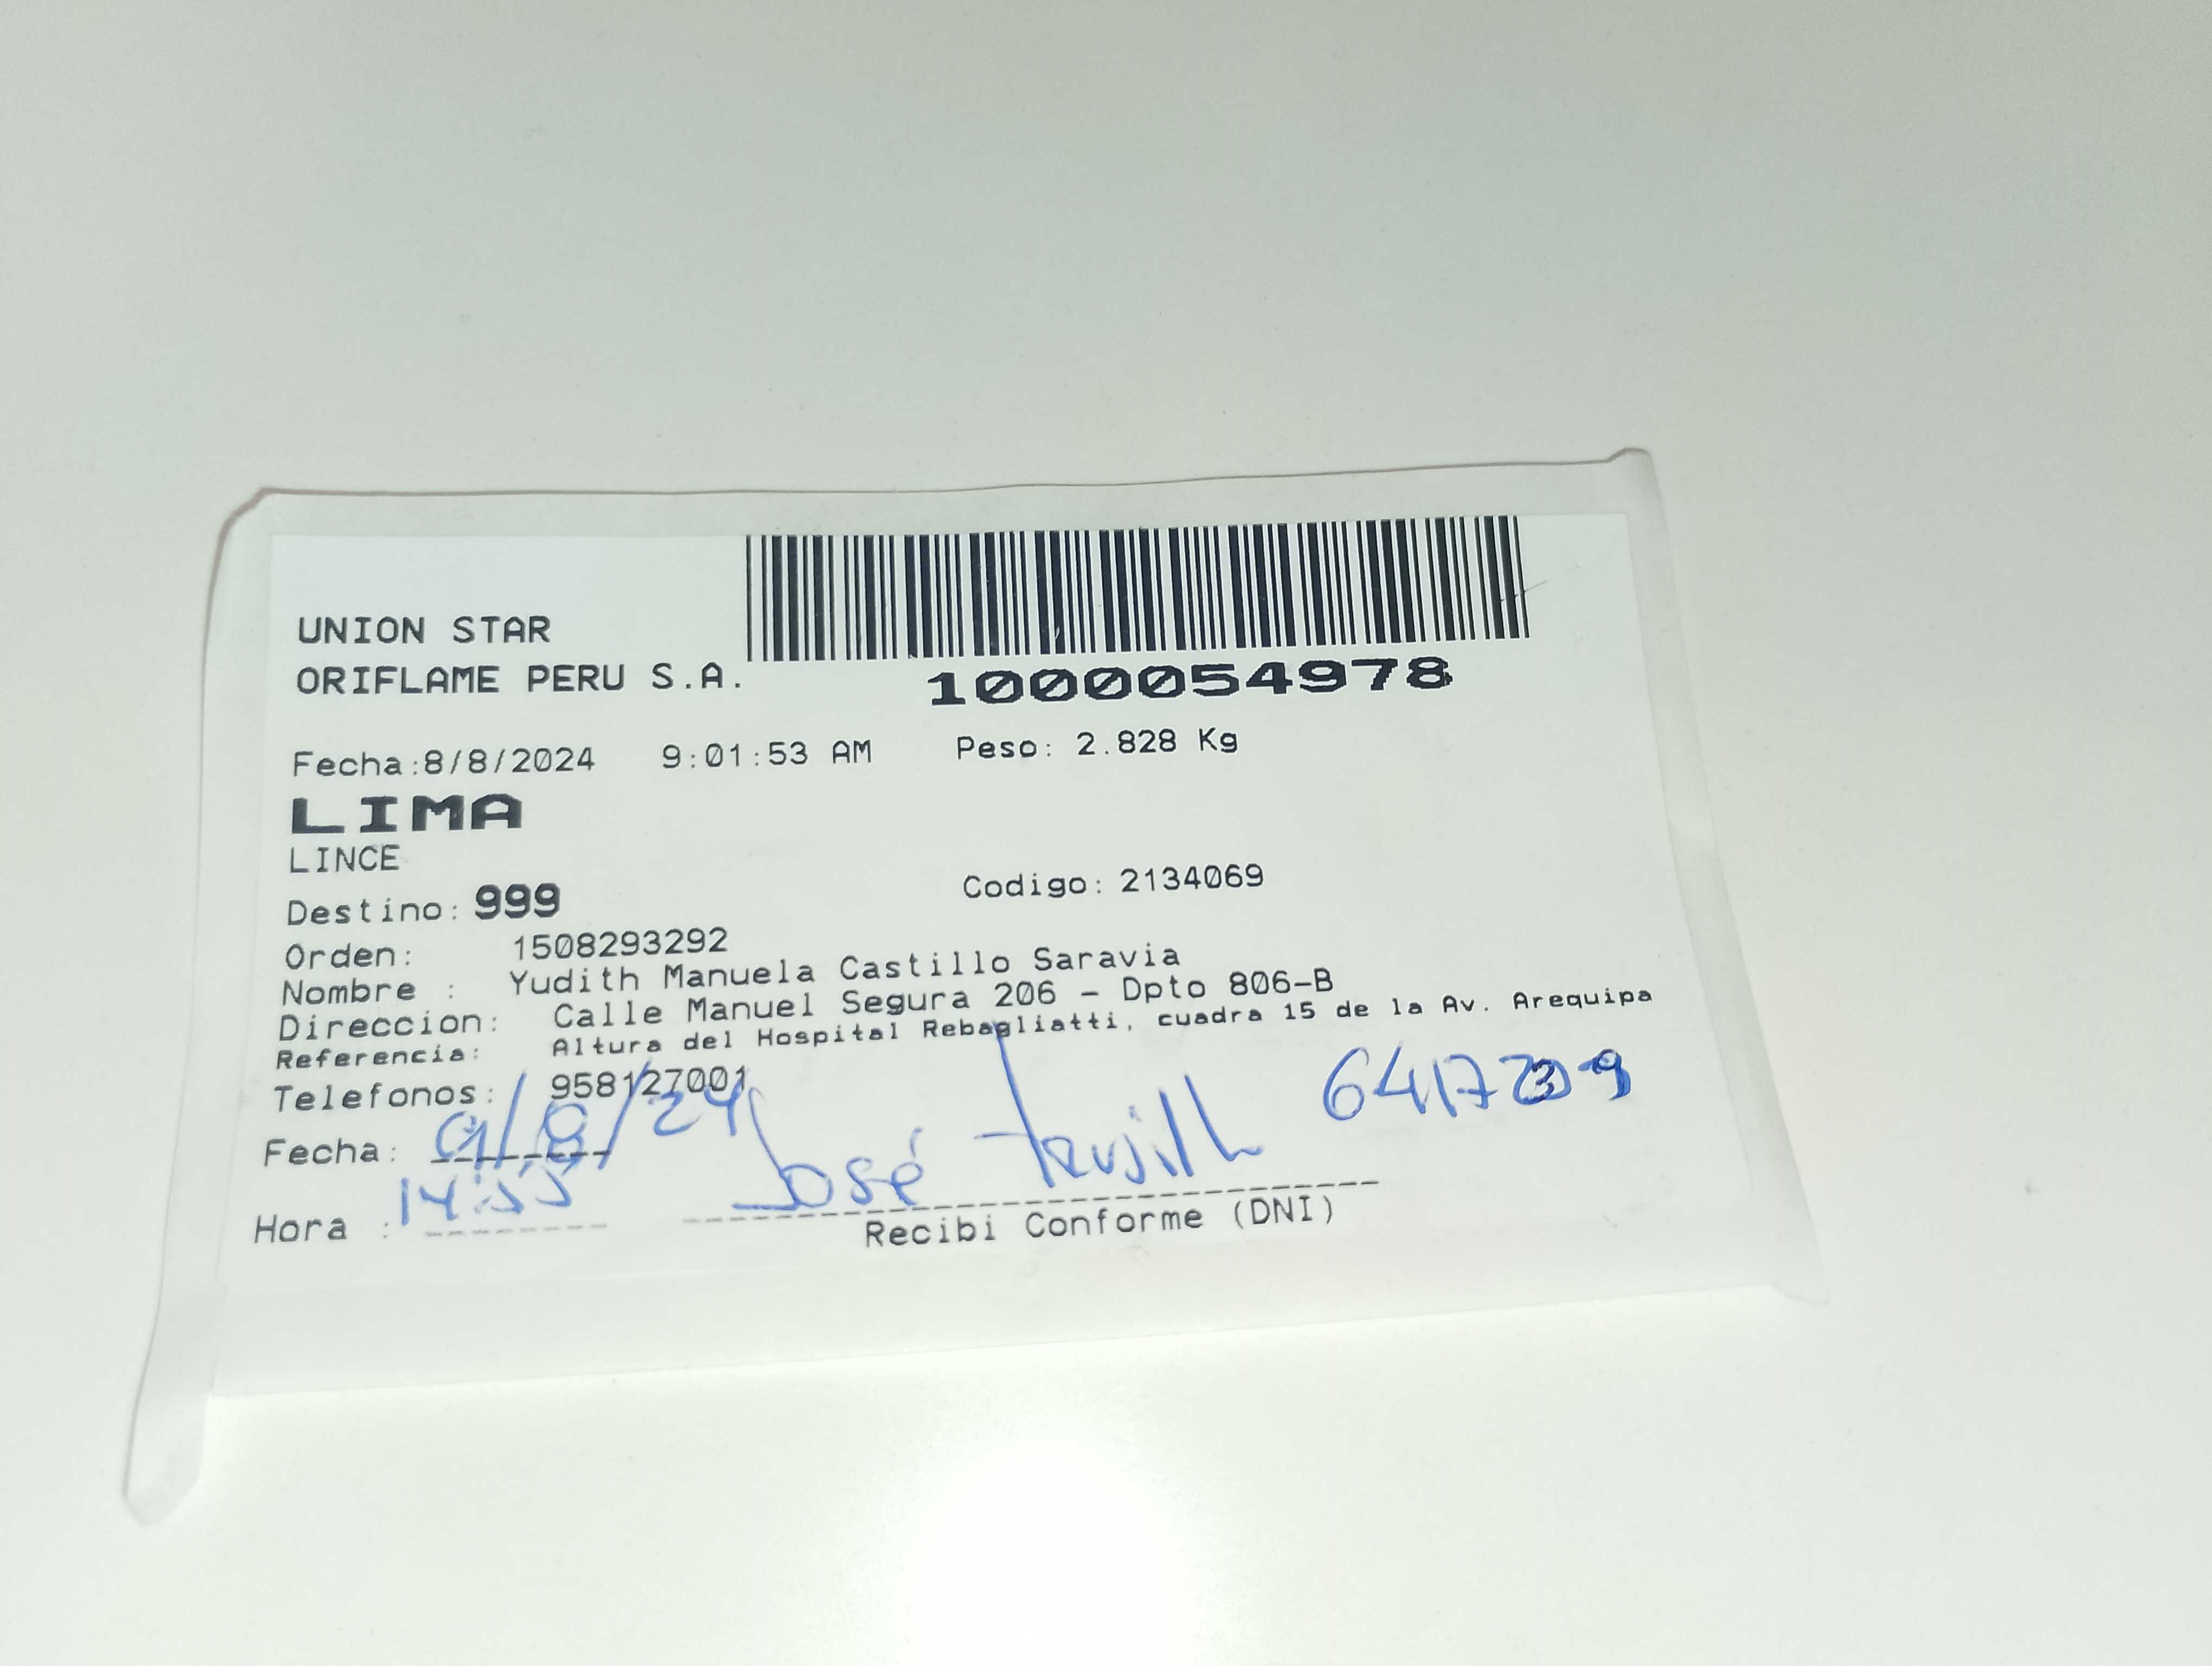 UNION STAR
ORIFLAME PERU S.A.
1000054978
Fecha:8/8/2024 9:01:53 AM Peso: 2.828 Kg
LIMA
LINCE
Destino: 999 Codigo: 2134069
Orden: 1508293292
Nombre : Yudith Manuela Castillo Saravia
Direccion: Calle Manuel Segura 206 - Dpto 806-B
Referencia: Altura del Hospital Rebagliatti, cuadra 15 de la Av. Arequipa
Telefonos: 958127001
Fecha: /8/24 José Trujillo
Hora : 14:55
Recibi Conforme (DNI)